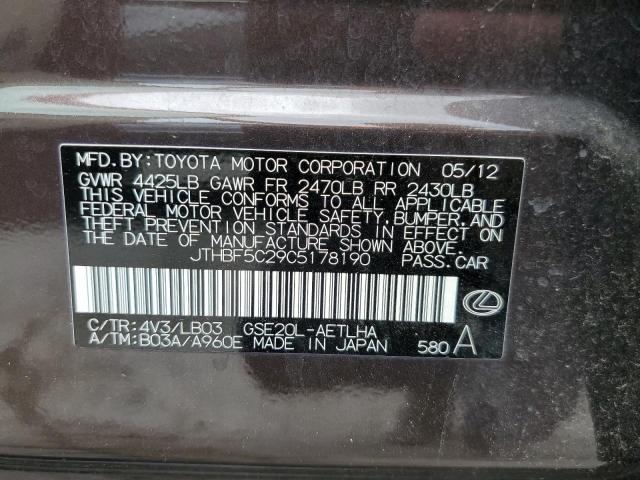 MFD.BY:TOYOTA MOTOR CORPORATION 05/12
GVWR 4425LB GAWR FR 2470LB RR 2430LB
THIS VEHICLE CONFORMS TO ALL APPLICABLE
FEDERAL MOTOR VEHICLE SAFETY, BUMPER, AND
THEFT PREVENTION STANDARDS IN EFFECT ON
THE DATE OF MANUFACTURE SHOWN ABOVE.
JTHBF5C29C5178190 PASS.CAR
C/TR:4V3/LB03 GSE20L-AETLHA
A/TM:B03A/A960E MADE IN JAPAN 580 A